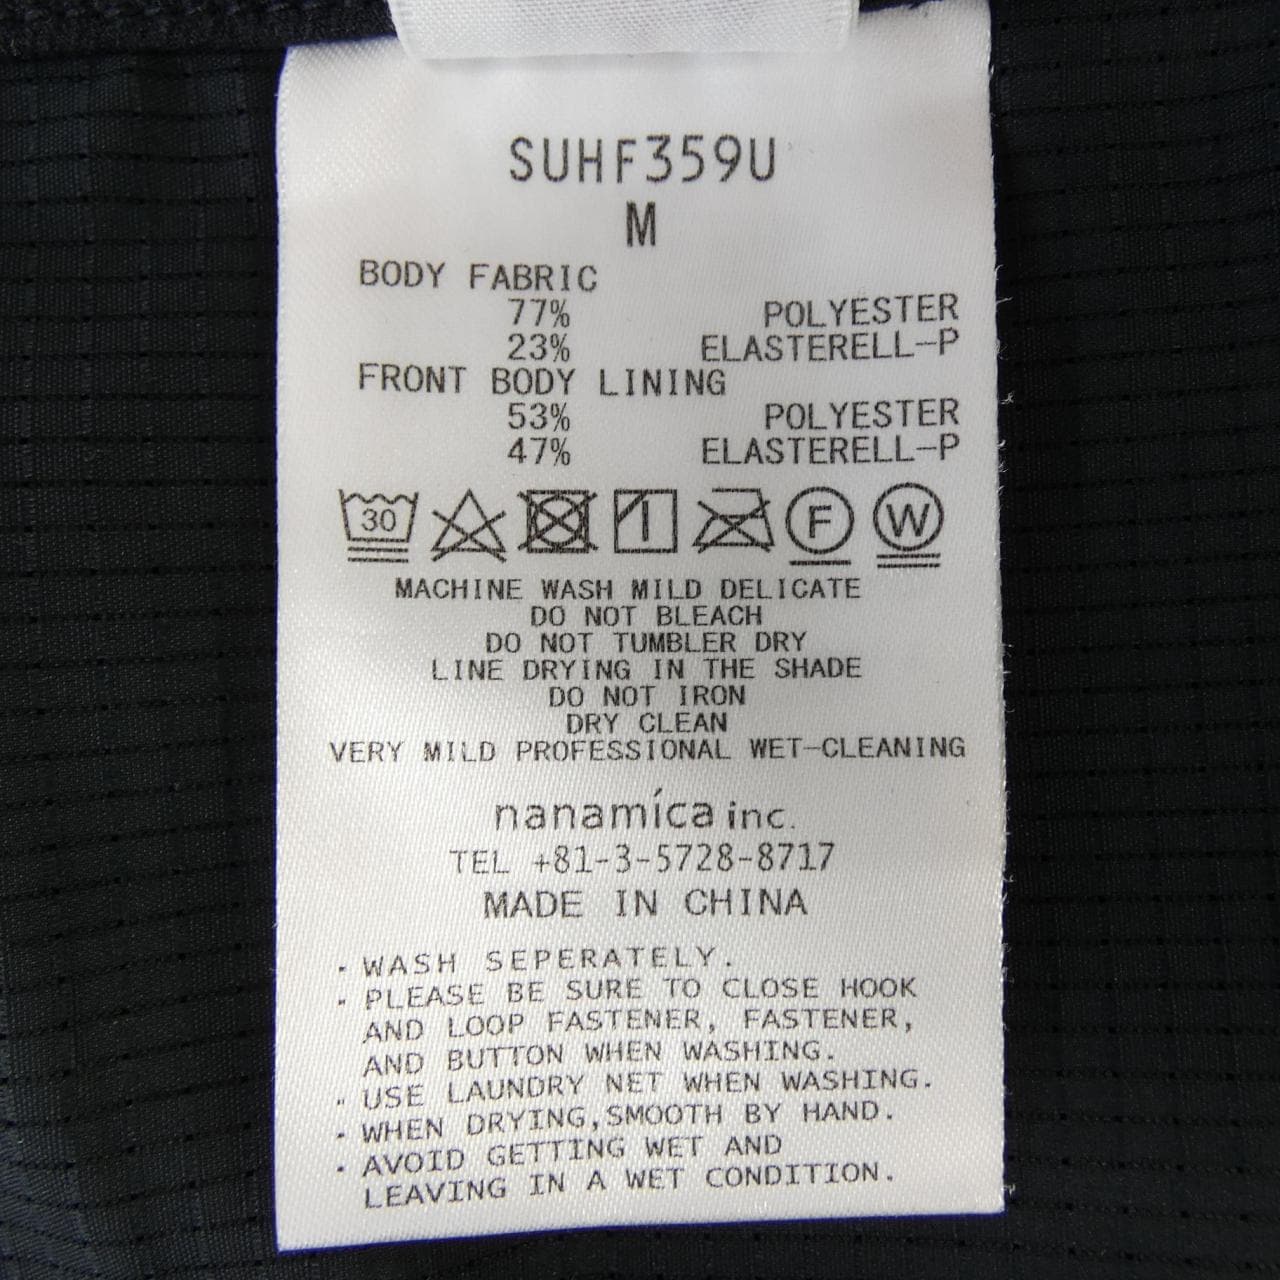 SUHF359U
M
BODY FABRIC
77% POLYESTER
23% ELASTERELL-P
FRONT BODY LINING
53% POLYESTER
47% ELASTERELL-P
30 F W
MACHINE WASH MILD DELICATE
DO NOT BLEACH
DO NOT TUMBLER DRY
LINE DRYING IN THE SHADE
DO NOT IRON
DRY CLEAN
VERY MILD PROFESSIONAL WET-CLEANING
nanamíca inc.
TEL +81-3-5728-8717
MADE IN CHINA
・WASH SEPERATELY.
・PLEASE BE SURE TO CLOSE HOOK
AND LOOP FASTENER, FASTENER,
AND BUTTON WHEN WASHING.
・USE LAUNDRY NET WHEN WASHING.
・WHEN DRYING,SMOOTH BY HAND.
・AVOID GETTING WET AND
LEAVING IN A WET CONDITION.